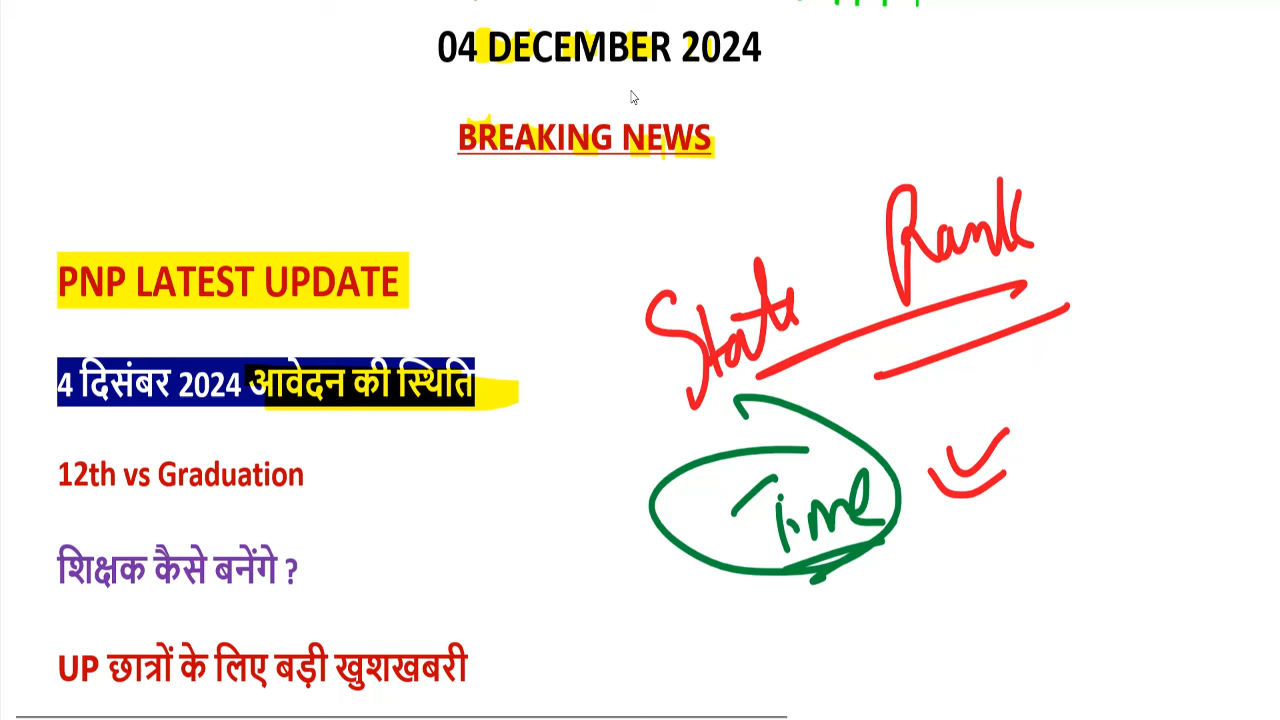 04 DECEMBER 2024
BREAKING NEWS
PNP LATEST UPDATE
4 दिसंबर 2024 आवेदन की स्थिति
12th vs Graduation
शिक्षक कैसे बनेंगे ?
UP छात्रों के लिए बड़ी खुशखबरी
State Rank
Time